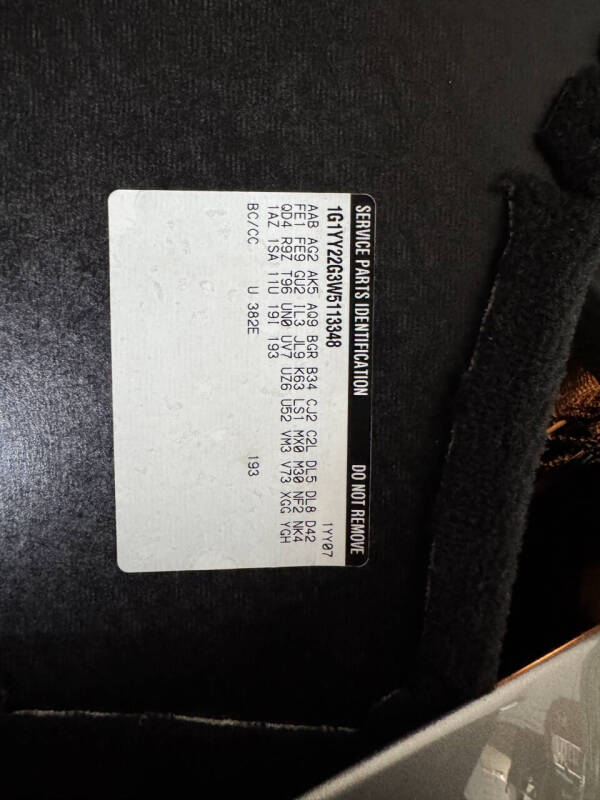 SERVICE PARTS IDENTIFICATION DO NOT REMOVE
1G1YY22G3W5113348 1YY07
AAB AG2 AK5 AQ9 BGR B34 CJ2 C2L DL5 DL8 D42
FE1 FE9 GU2 IL3 JL9 K63 LS1 MX0 M30 NF2 NK4
QD4 R9Z T96 UN0 UV7 UZ6 U52 VM3 V73 XGG YGH
1AZ 1SA 11U 19I 193
BC/CC U 382E 193